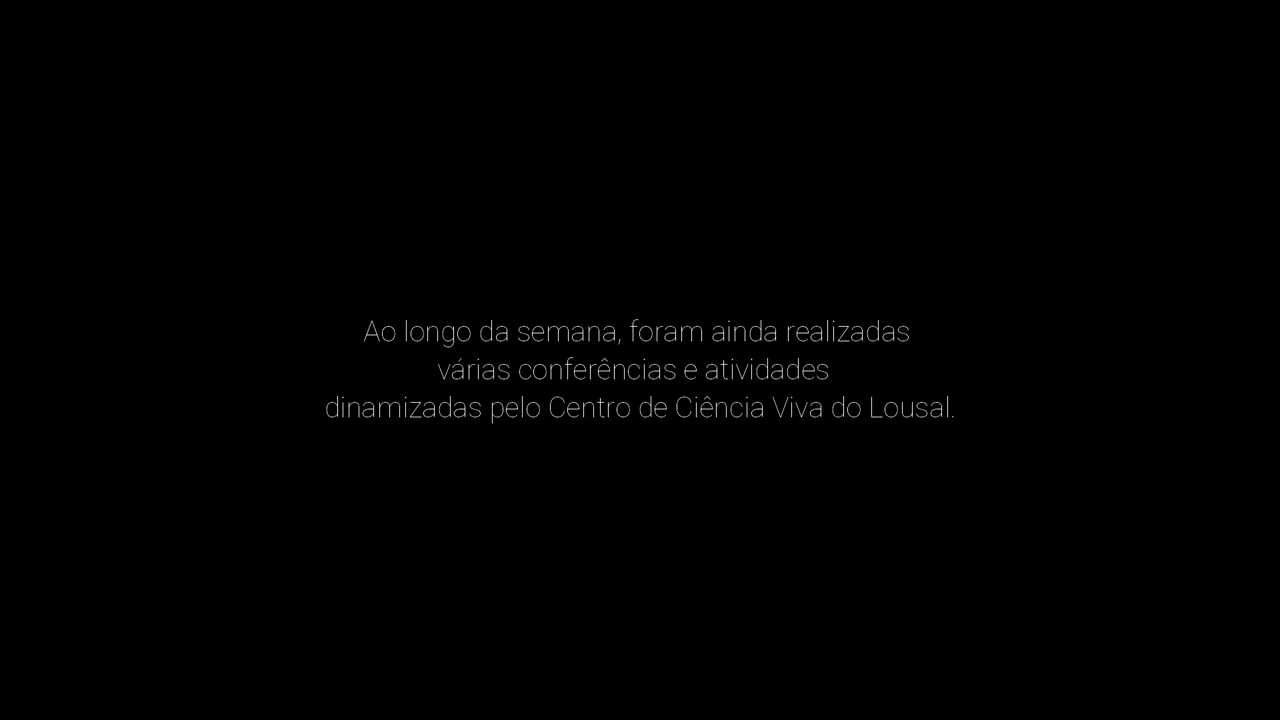 Ao longo da semana, foram ainda realizadas
várias conferências e atividades
dinamizadas pelo Centro de Ciência Viva do Lousal.